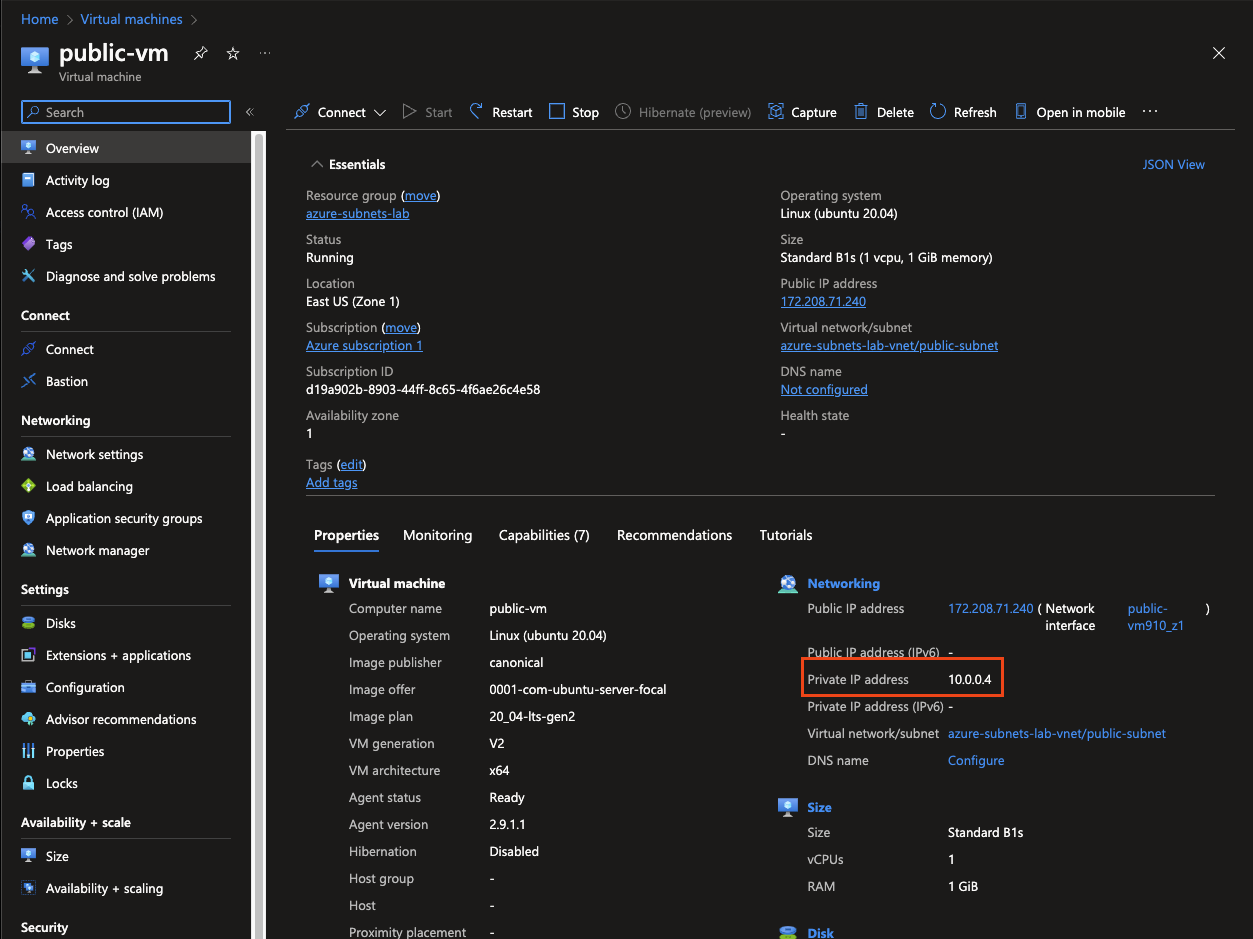 Home > Virtual machines >
public-vm ...
Virtual machine
Search «
Connect Start Restart Stop Hibernate (preview) Capture Delete Refresh Open in mobile ...
Overview
Activity log
Access control (IAM)
Tags
Diagnose and solve problems
Connect
Connect
Bastion
Networking
Network settings
Load balancing
Application security groups
Network manager
Settings
Disks
Extensions + applications
Configuration
Advisor recommendations
Properties
Locks
Availability + scale
Size
Availability + scaling
Security
Essentials JSON View
Resource group (move)
azure-subnets-lab
Status
Running
Location
East US (Zone 1)
Subscription (move)
Azure subscription 1
Subscription ID
d19a902b-8903-44ff-8c65-4f6ae26c4e58
Availability zone
1
Operating system
Linux (ubuntu 20.04)
Size
Standard B1s (1 vcpu, 1 GiB memory)
Public IP address
172.208.71.240
Virtual network/subnet
azure-subnets-lab-vnet/public-subnet
DNS name
Not configured
Health state
-
Tags (edit)
Add tags
Properties Monitoring Capabilities (7) Recommendations Tutorials
Virtual machine
Computer name public-vm
Operating system Linux (ubuntu 20.04)
Image publisher canonical
Image offer 0001-com-ubuntu-server-focal
Image plan 20_04-lts-gen2
VM generation V2
VM architecture x64
Agent status Ready
Agent version 2.9.1.1
Hibernation Disabled
Host group -
Host -
Proximity placement -
Networking
Public IP address 172.208.71.240 ( Network public- )
interface vm910_z1
Public IP address (IPv6) -
Private IP address 10.0.0.4
Private IP address (IPv6) -
Virtual network/subnet azure-subnets-lab-vnet/public-subnet
DNS name Configure
Size
Size Standard B1s
vCPUs 1
RAM 1 GiB
Disk